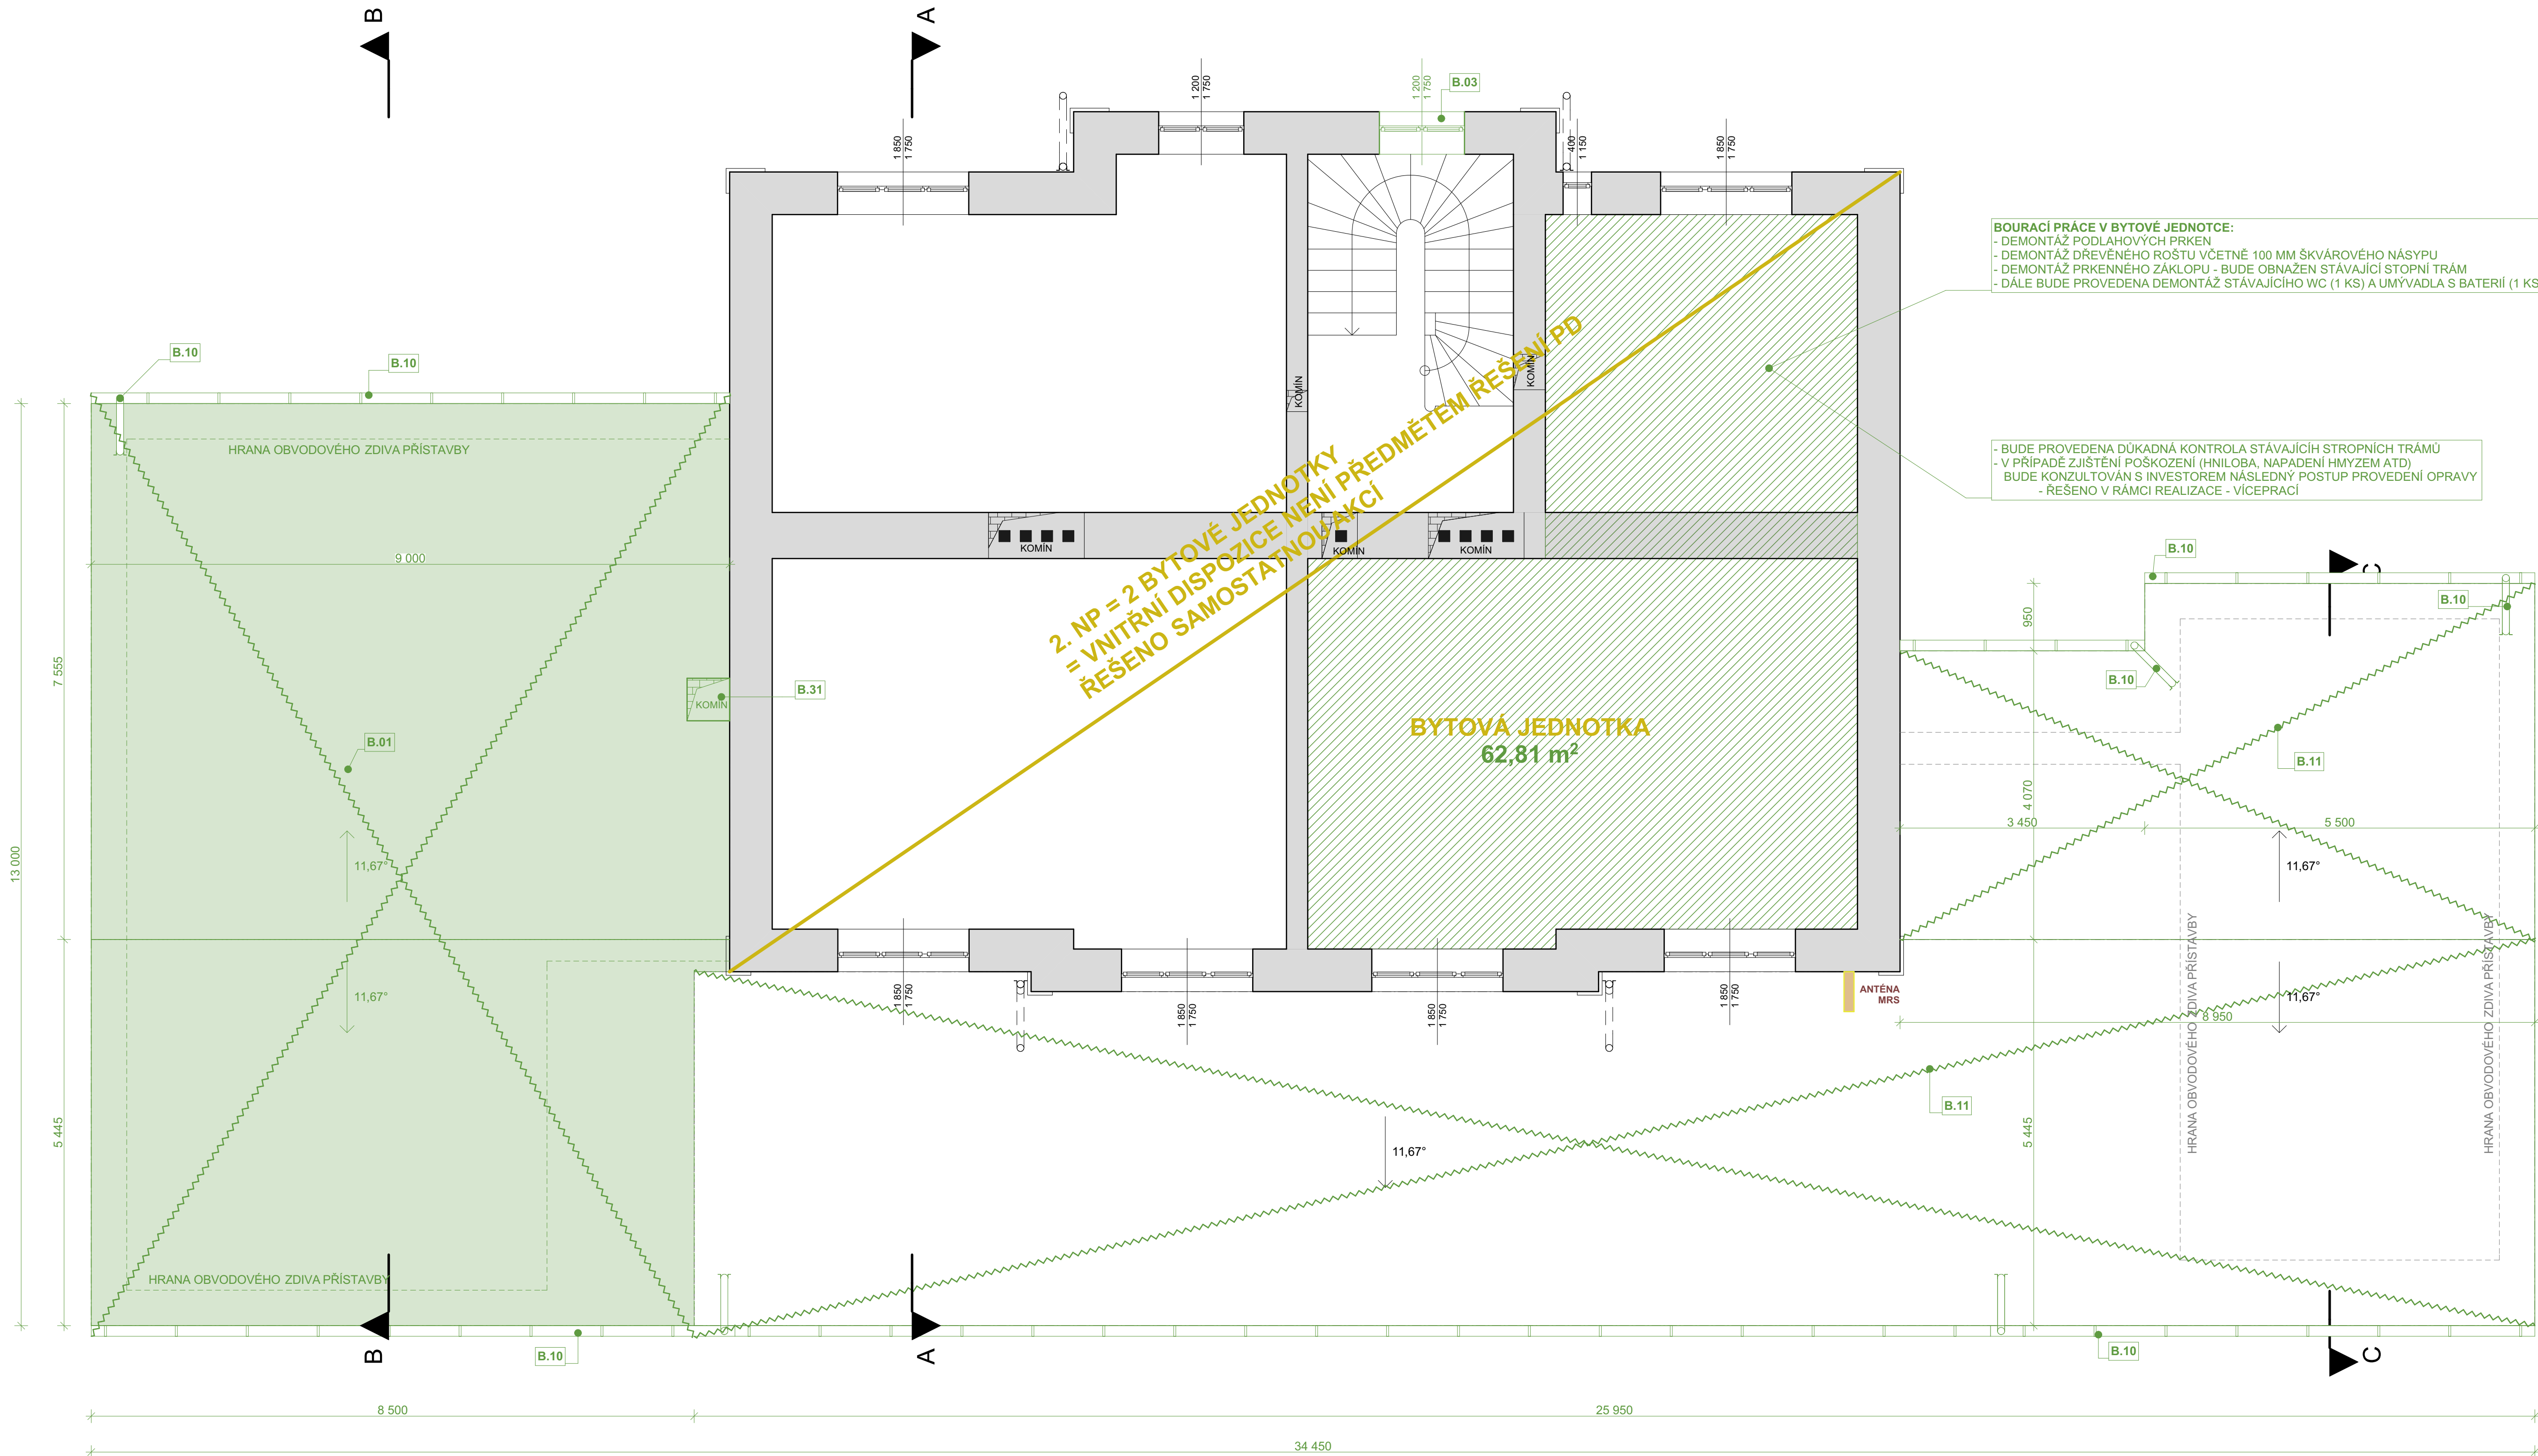 B
A
1 200
1 750
1 200
1 750
B.03
1 850
1 750
400
1 150
1 850
1 750
BOURACÍ PRÁCE V BYTOVÉ JEDNOTCE:
- DEMONTÁŽ PODLAHOVÝCH PRKEN
- DEMONTÁŽ DŘEVĚNÉHO ROŠTU VČETNĚ 100 MM ŠKVÁROVÉHO NÁSYPU
- DEMONTÁŽ PRKENNÉHO ZÁKLOPU - BUDE OBNAŽEN STÁVAJÍCÍ STOPNÍ TRÁM
- DÁLE BUDE PROVEDENA DEMONTÁŽ STÁVAJÍCÍHO WC (1 KS) A UMÝVADLA S BATERIÍ (1 KS
B.10
B.10
KOMÍN
KOMÍN
HRANA OBVODOVÉHO ZDIVA PŘÍSTAVBY
- BUDE PROVEDENA DŮKADNÁ KONTROLA STÁVAJÍCÍH STROPNÍCH TRÁMŮ
- V PŘÍPADĚ ZJIŠTĚNÍ POŠKOZENÍ (HNILOBA, NAPADENÍ HMYZEM ATD)
BUDE KONZULTOVÁN S INVESTOREM NÁSLEDNÝ POSTUP PROVEDENÍ OPRAVY
- ŘEŠENO V RÁMCI REALIZACE - VÍCEPRACÍ
2. NP = 2 BYTOVÉ JEDNOTKY
= VNITŘNÍ DISPOZICE NENÍ PŘEDMĚTEM ŘEŠENÍ PD
ŘEŠENO SAMOSTATNOU AKCÍ
KOMÍN
KOMÍN
KOMÍN
9 000
B.10
C
B.10
950
7 555
B.10
B.31
KOMÍN
BYTOVÁ JEDNOTKA
62,81 m²
B.01
B.11
4 070
3 450
5 500
13 000
11,67°
11,67°
11,67°
11,67°
HRANA OBVODOVÉHO ZDIVA PŘÍSTAVBY
HRANA OBVODOVÉHO ZDIVA PŘÍSTAVBY
8 950
1 850
1 750
1 850
1 750
1 850
1 750
1 850
1 750
ANTÉNA
MRS
B.11
5 445
5 445
11,67°
HRANA OBVODOVÉHO ZDIVA PŘÍSTAVBY
B
B.10
A
B.10
C
8 500
25 950
34 450